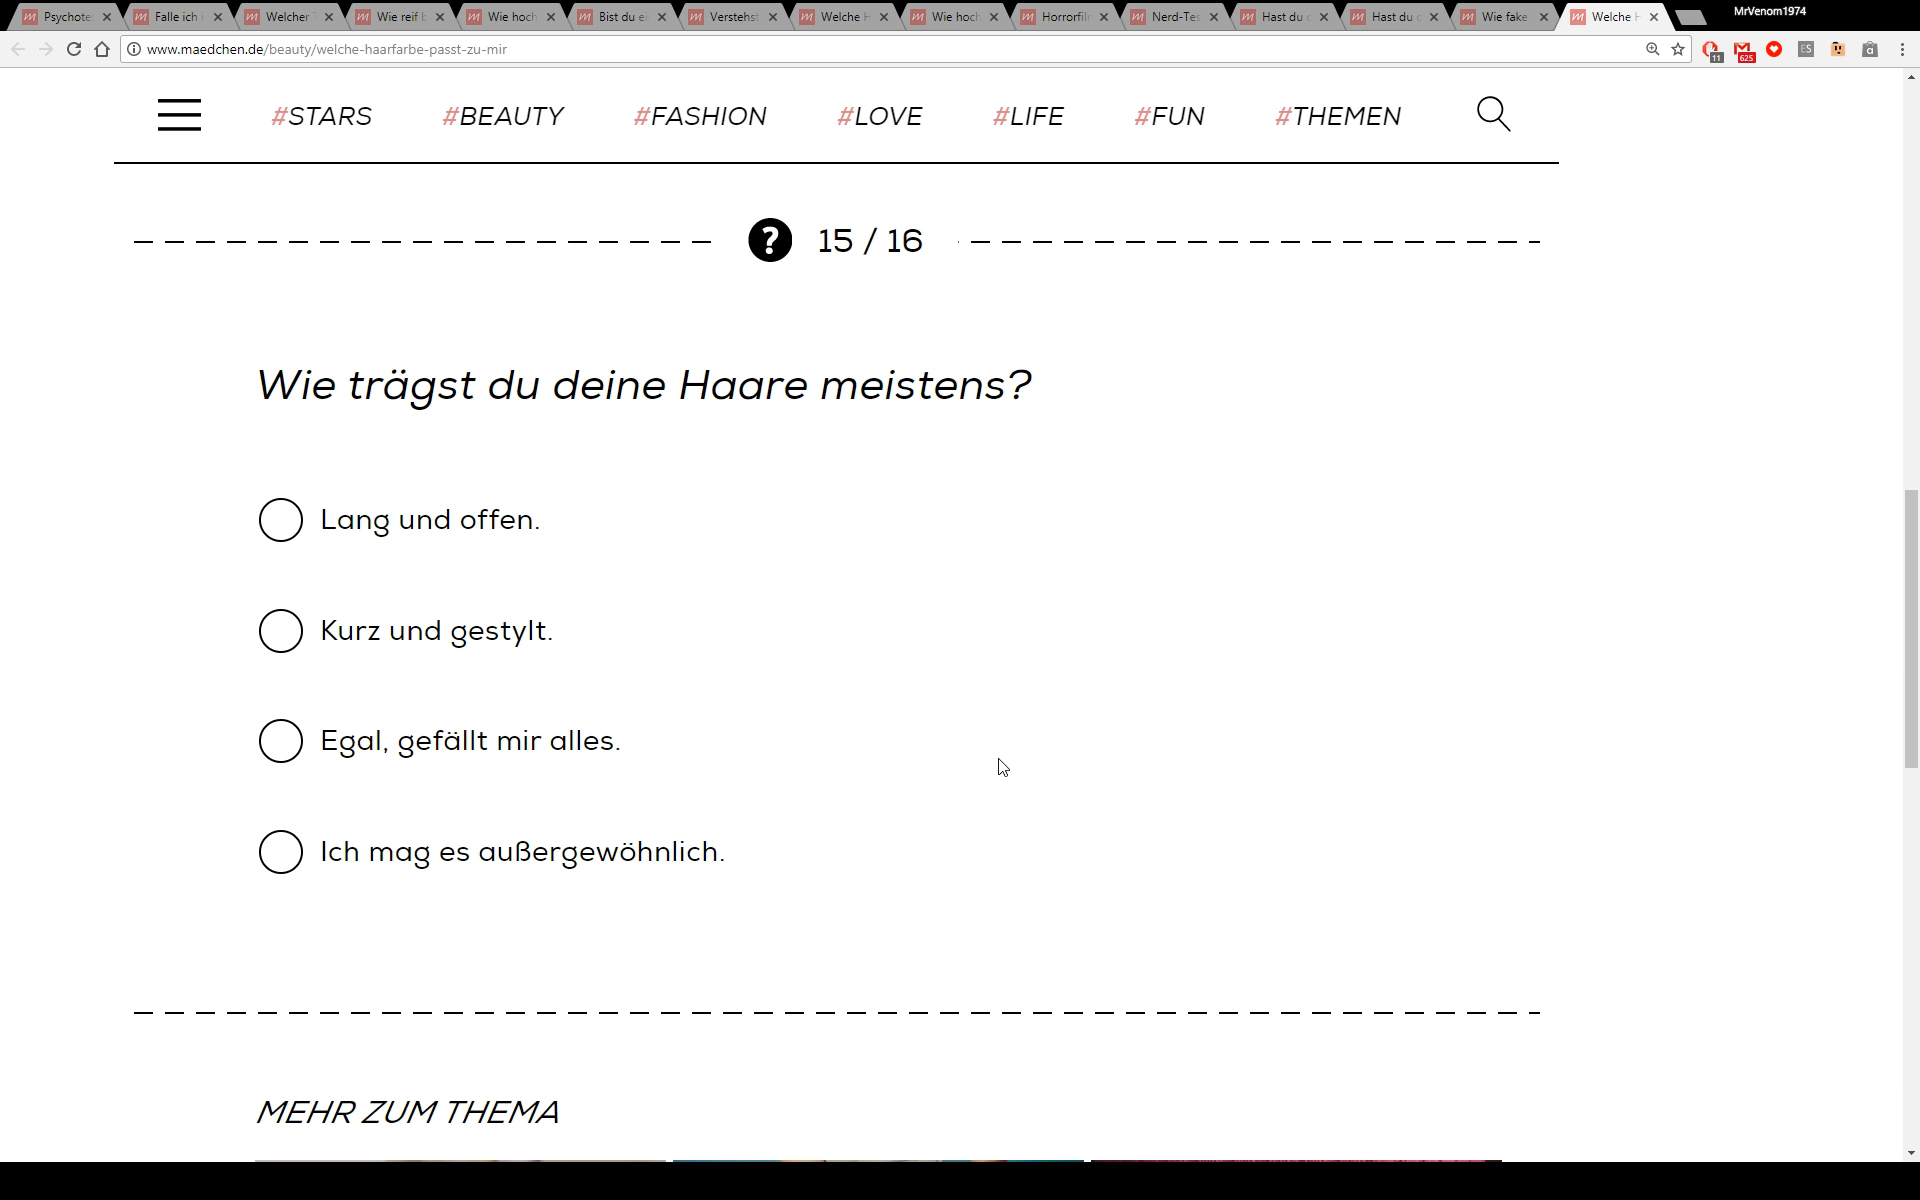 Psychote
Falle ich
Welcher
Wie reif b
Wie hoch
Bist du e
Verstehst
Welche H
Wie hoch
Horrorfil
Nerd-Tes
Hast du
Hast du
Wie fake
Welche H
MrVenom1974
www.maedchen.de/beauty/welche-haarfarbe-passt-zu-mir
11
625
ES
#STARS
#BEAUTY
#FASHION
#LOVE
#LIFE
#FUN
#THEMEN
? 15 / 16
Wie trägst du deine Haare meistens?
Lang und offen.
Kurz und gestylt.
Egal, gefällt mir alles.
Ich mag es außergewöhnlich.
MEHR ZUM THEMA